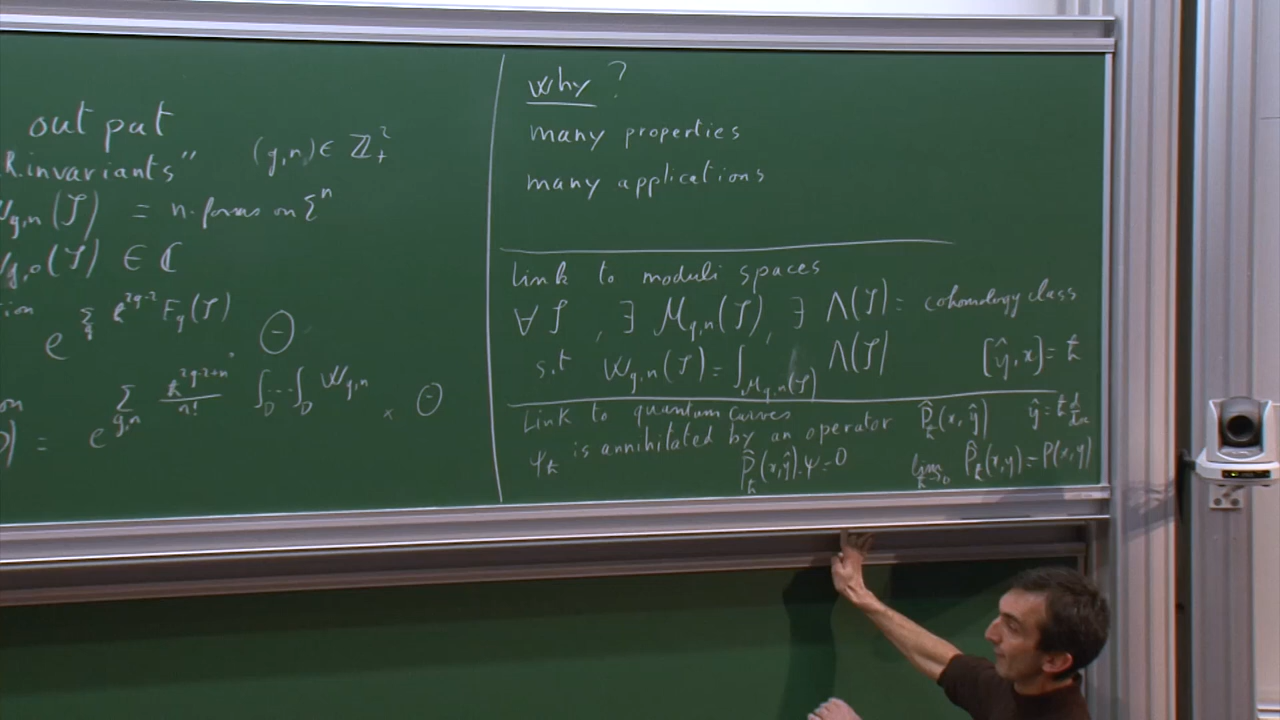 output
R.invariants" (g,n) ∈ ℤ₊²
W_{g,n}(𝒮) = n.forms on Σⁿ
W_{g,0}(𝒮) ∈ ℂ
e^{Σ_g ħ^{2g-2} F_g(𝒮)} Θ
= e^{Σ_{g,n} ħ^{2g-2+n}/n! ∫_D...∫_D W_{g,n}} × Θ
why ?
many properties
many applications
Link to moduli spaces
∀ 𝒮, ∃ M_{g,n}(𝒮), ∃ Λ(𝒮) = cohomology class
s.t W_{g,n}(𝒮) = ∫_{M_{g,n}(𝒮)} Λ(𝒮) [ŷ,x] = ħ
Link to quantum curves P̂_ħ(x,ŷ) ŷ = ħ d/dx
ψ_ħ is annihilated by an operator
P̂_ħ(x,ŷ).ψ = 0 lim_{ħ→0} P̂_ħ(x,y) = P(x,y)